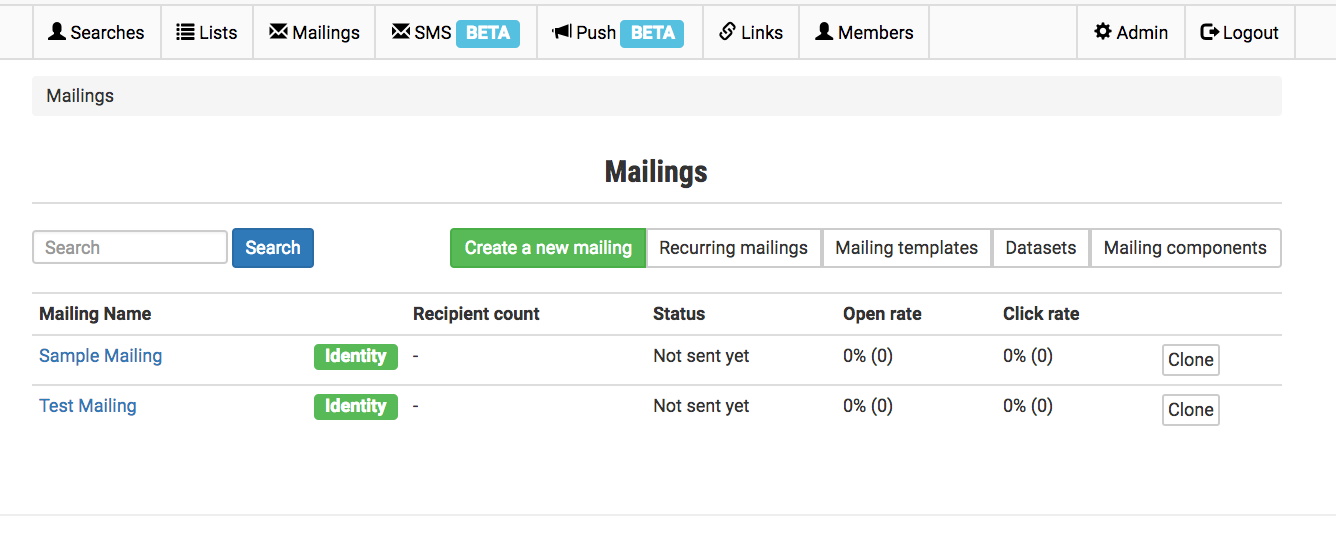 Searches Lists Mailings SMS BETA Push BETA Links Members Admin Logout
Mailings
Mailings
Search Search Create a new mailing Recurring mailings Mailing templates Datasets Mailing components
Mailing Name Recipient count Status Open rate Click rate
Sample Mailing Identity - Not sent yet 0% (0) 0% (0) Clone
Test Mailing Identity - Not sent yet 0% (0) 0% (0) Clone